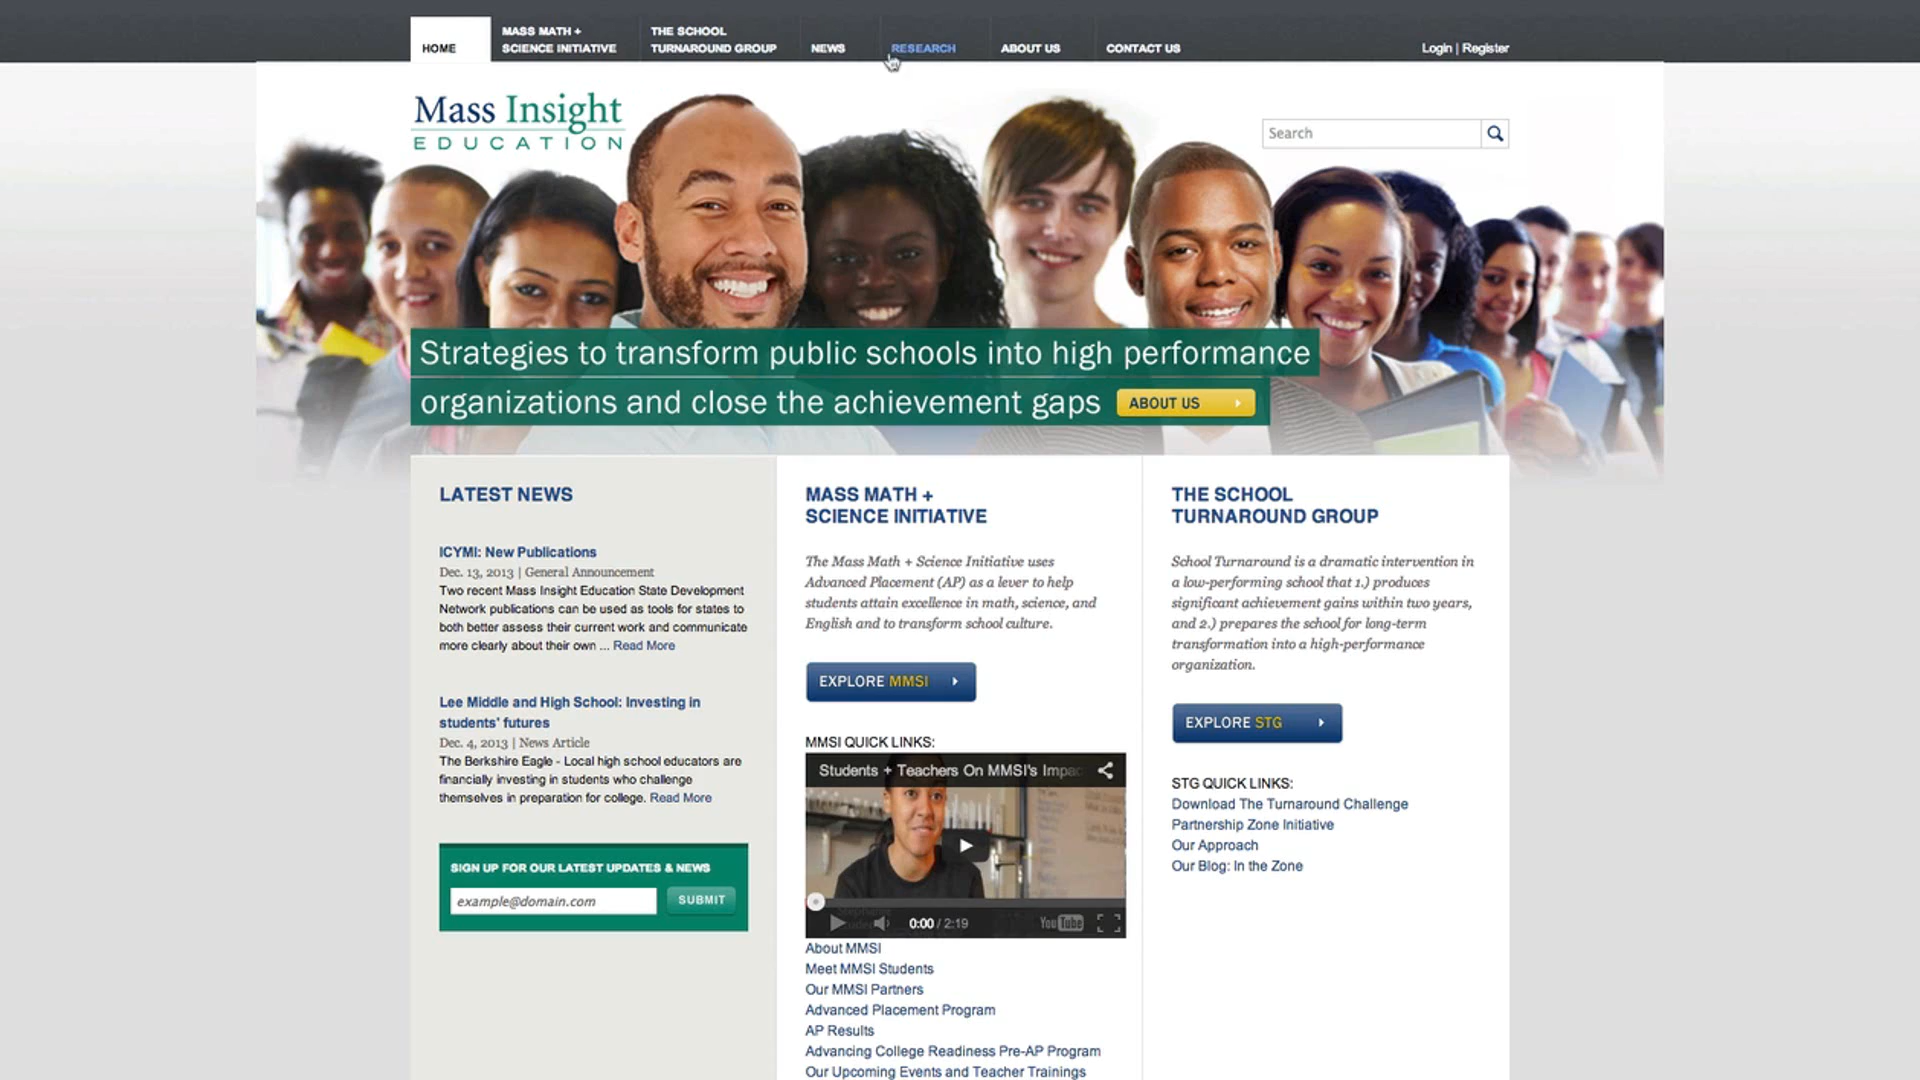 HOME
MASS MATH +
SCIENCE INITIATIVE
THE SCHOOL
TURNAROUND GROUP
NEWS
RESEARCH
ABOUT US
CONTACT US
Login | Register
Mass Insight
EDUCATION
Search
Strategies to transform public schools into high performance
organizations and close the achievement gaps
ABOUT US
LATEST NEWS
ICYMI: New Publications
Dec. 13, 2013 | General Announcement
Two recent Mass Insight Education State Development
Network publications can be used as tools for states to
both better assess their current work and communicate
more clearly about their own ... Read More
Lee Middle and High School: Investing in
students' futures
Dec. 4, 2013 | News Article
The Berkshire Eagle - Local high school educators are
financially investing in students who challenge
themselves in preparation for college. Read More
SIGN UP FOR OUR LATEST UPDATES & NEWS
example@domain.com
SUBMIT
MASS MATH +
SCIENCE INITIATIVE
The Mass Math + Science Initiative uses
Advanced Placement (AP) as a lever to help
students attain excellence in math, science, and
English and to transform school culture.
EXPLORE MMSI
MMSI QUICK LINKS:
Students + Teachers On MMSI's Impac
0:00 / 2:19
YouTube
About MMSI
Meet MMSI Students
Our MMSI Partners
Advanced Placement Program
AP Results
Advancing College Readiness Pre-AP Program
Our Upcoming Events and Teacher Trainings
THE SCHOOL
TURNAROUND GROUP
School Turnaround is a dramatic intervention in
a low-performing school that 1.) produces
significant achievement gains within two years,
and 2.) prepares the school for long-term
transformation into a high-performance
organization.
EXPLORE STG
STG QUICK LINKS:
Download The Turnaround Challenge
Partnership Zone Initiative
Our Approach
Our Blog: In the Zone